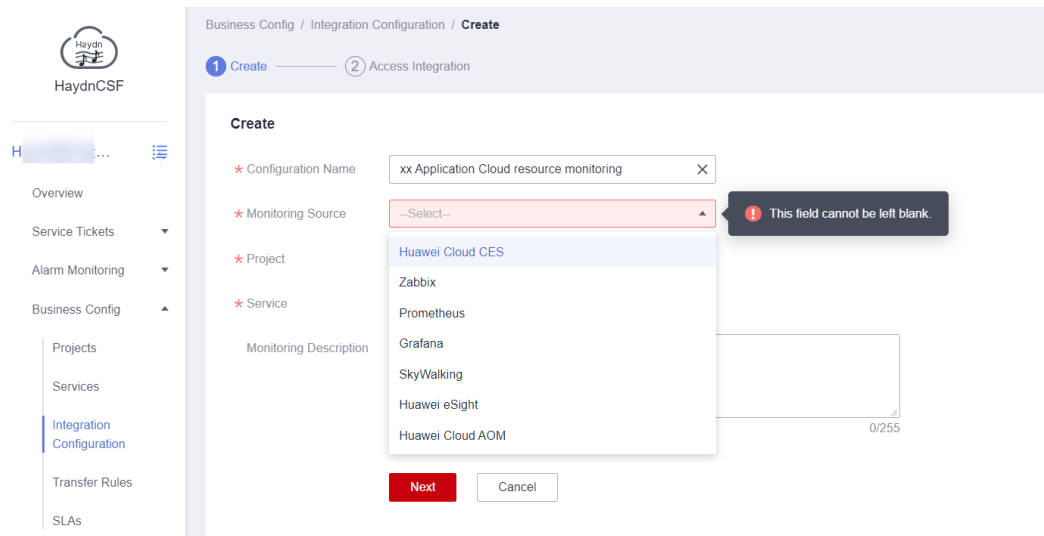 Business Config / Integration Configuration / Create
Haydn
HaydnCSF
1 Create
2 Access Integration
Create
H
...
Overview
Service Tickets
Alarm Monitoring
Business Config
Projects
Services
Integration
Configuration
Transfer Rules
SLAs
* Configuration Name
xx Application Cloud resource monitoring
* Monitoring Source
--Select--
This field cannot be left blank.
Huawei Cloud CES
Zabbix
Prometheus
Grafana
SkyWalking
Huawei eSight
Huawei Cloud AOM
* Project
* Service
Monitoring Description
0/255
Next
Cancel